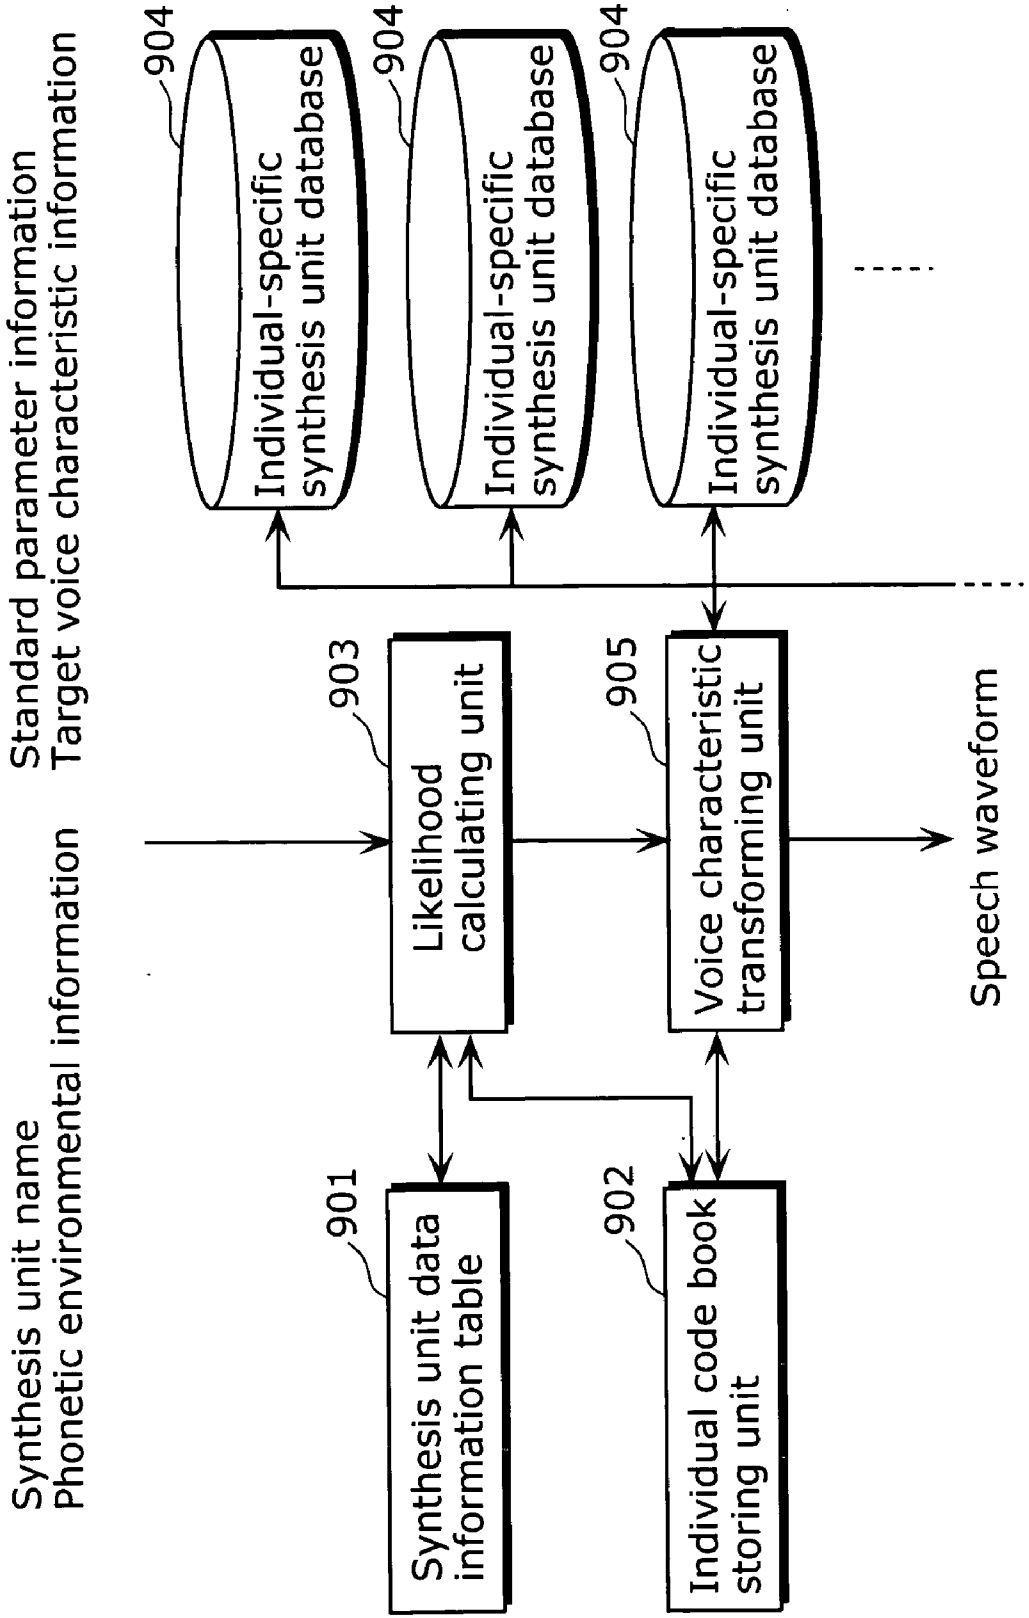 Synthesis unit name
Phonetic environmental information
Standard parameter information
Target voice characteristic information
901
Synthesis unit data
information table
903
Likelihood
calculating unit
904
Individual-specific
synthesis unit database
904
Individual-specific
synthesis unit database
902
Individual code book
storing unit
905
Voice characteristic
transforming unit
904
Individual-specific
synthesis unit database
Speech waveform